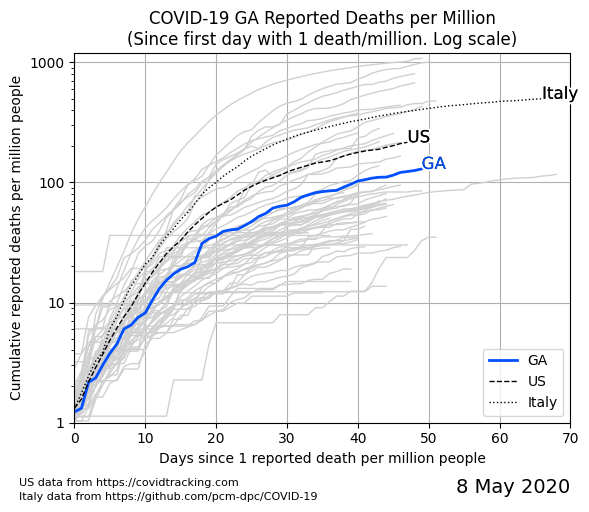 COVID-19 GA Reported Deaths per Million
(Since first day with 1 death/million. Log scale)
Cumulative reported deaths per million people
1000
100
10
1
Italy
US
GA
GA
US
Italy
0 10 20 30 40 50 60 70
Days since 1 reported death per million people
US data from https://covidtracking.com
Italy data from https://github.com/pcm-dpc/COVID-19
8 May 2020